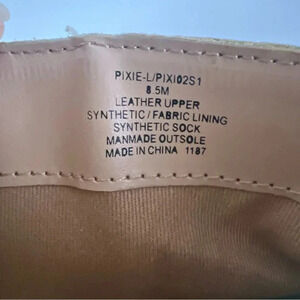 PIXIE-L/PIXI02S1
8.5M
LEATHER UPPER
SYNTHETIC/FABRIC LINING
SYNTHETIC SOCK
MANMADE OUTSOLE
MADE IN CHINA 1187